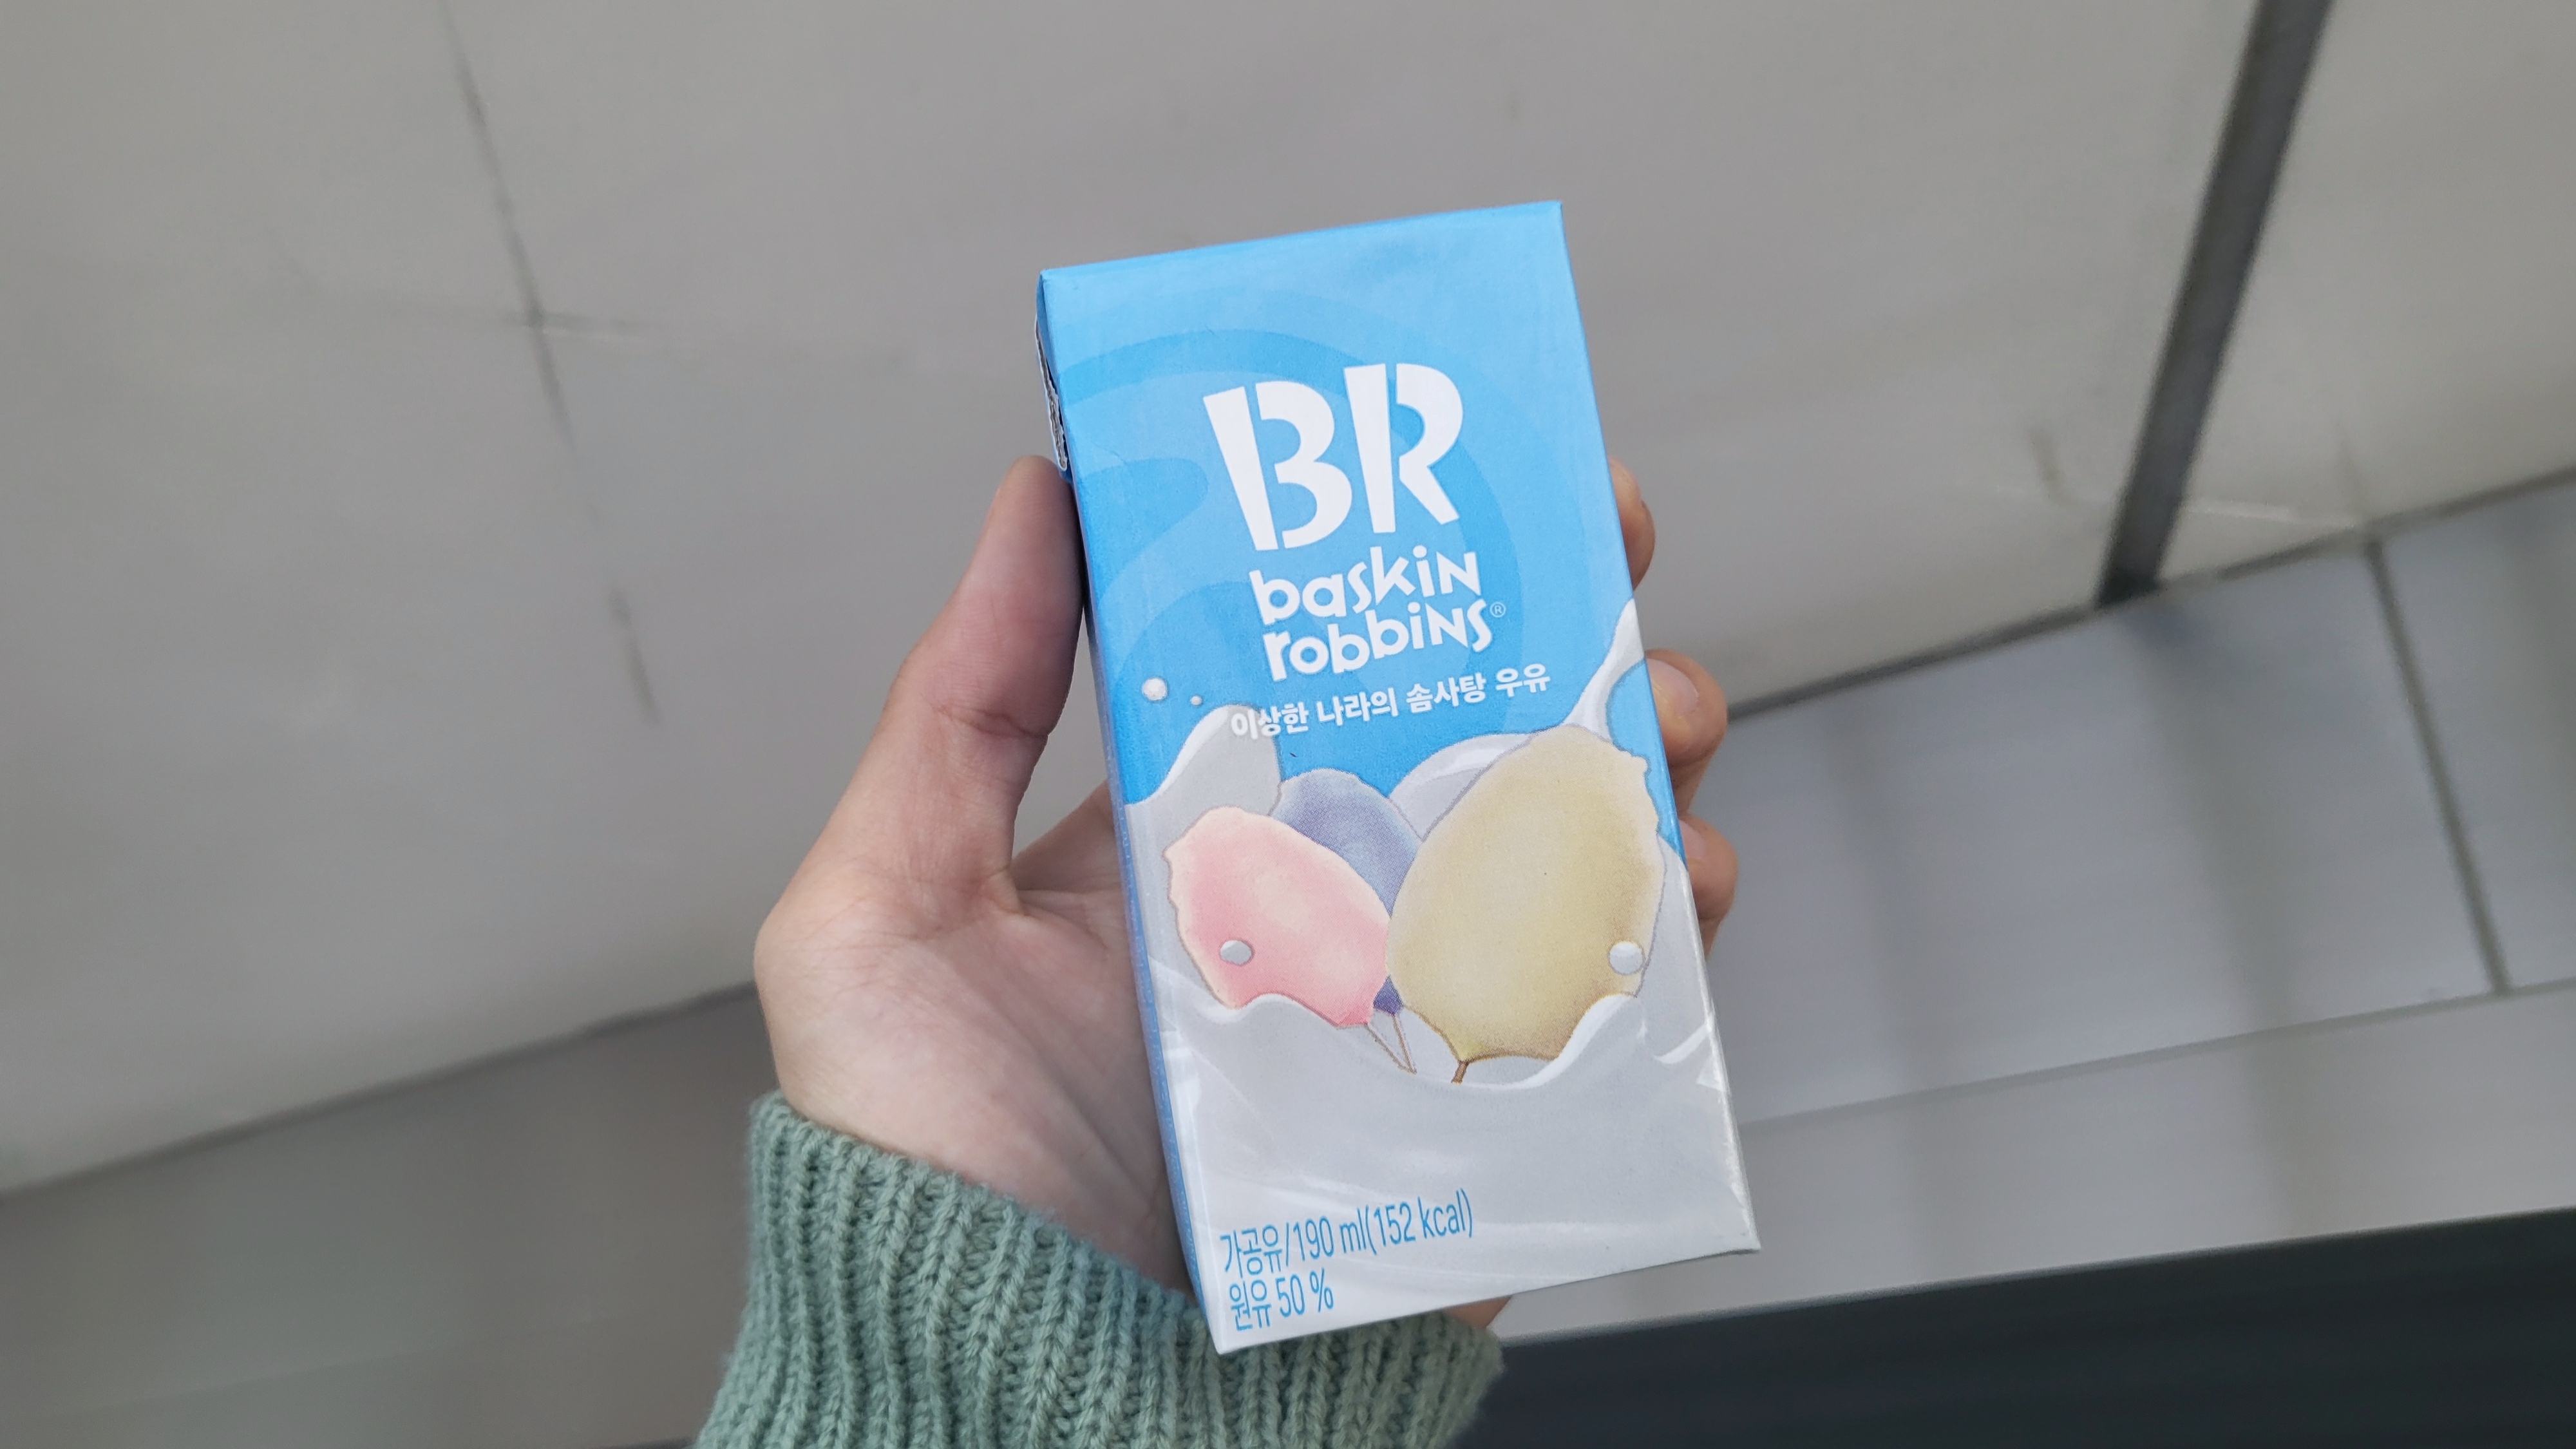 BR
baskin
robbins®
이상한 나라의 솜사탕 우유
가공유/190 ml(152 kcal)
원유 50 %